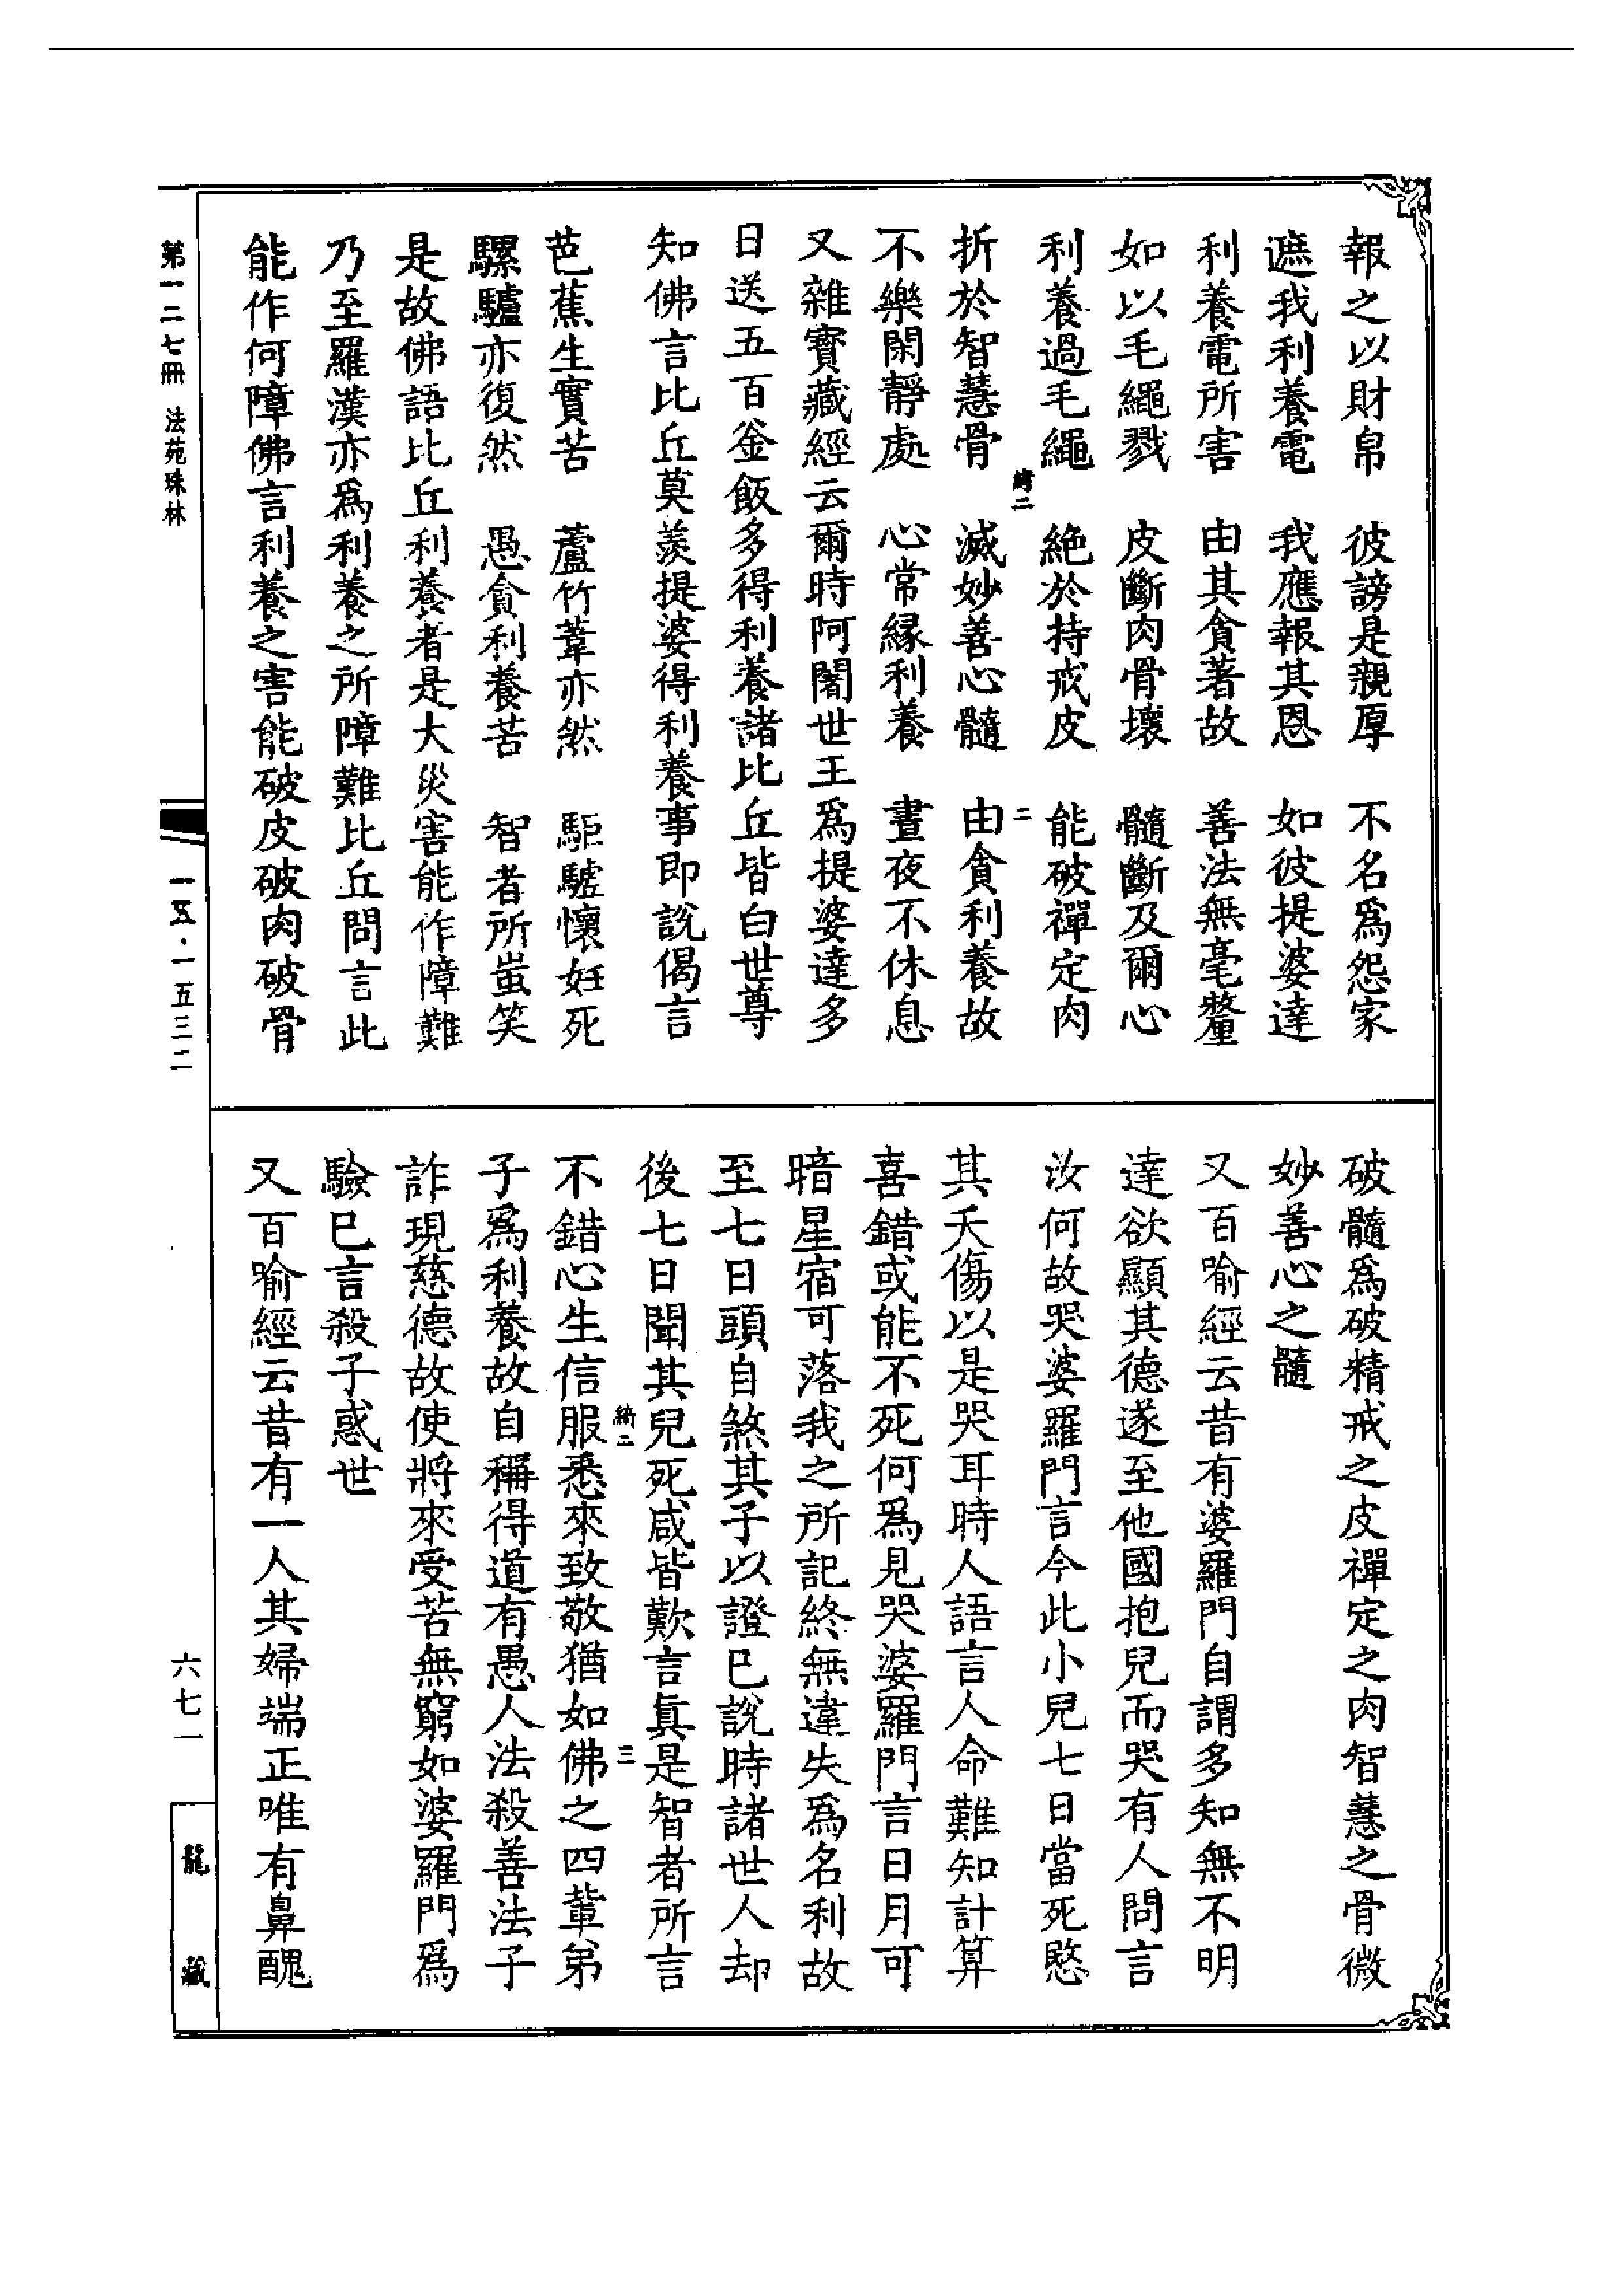 報之以財帛　彼謗是親厚　不名爲怨家
遮我利養電　我應報其恩　如彼提婆達
利養電所害　由其貪著故　善法無毫釐
如以毛繩戮　皮斷肉骨壞　髓斷及爾心
利養過毛繩　絶於持戒皮　能破禪定肉
綺二　二
折於智慧骨　滅妙善心髓　由貪利養故
不樂閑靜處　心常緣利養　晝夜不休息
又雜寶藏經云爾時阿闍世王爲提婆達多
日送五百釜飯多得利養諸比丘皆白世尊
知佛言比丘莫羨提婆得利養事即說偈言
芭蕉生實苦　蘆竹葦亦然　駏驢懷妊死
騾驢亦復然　愚貪利養苦　智者所蚩笑
是故佛語比丘利養者是大災害能作障難
乃至羅漢亦爲利養之所障難比丘問言此
能作何障佛言利養之害能破皮破肉破骨
破髓爲破精戒之皮禪定之肉智慧之骨微
妙善心之髓
又百喻經云昔有婆羅門自謂多知無不明
達欲顯其德遂至他國抱兒而哭有人問言
汝何故哭婆羅門言今此小兒七日當死愍
其夭傷以是哭耳時人語言人命難知計算
喜錯或能不死何爲見哭婆羅門言日月可
暗星宿可落我之所記終無違失爲名利故
至七日頭自煞其子以證已說時諸世人却
後七日聞其兒死咸皆歎言眞是智者所言
綺二　三
不錯心生信服悉來致敬猶如佛之四輩弟
子爲利養故自稱得道有愚人法殺善法子
詐現慈德故使將來受苦無窮如婆羅門爲
驗已言殺子惑世
又百喻經云昔有一人其婦端正唯有鼻醜
第一二七冊　法苑珠林
一五・一五三二
六七一
龍藏